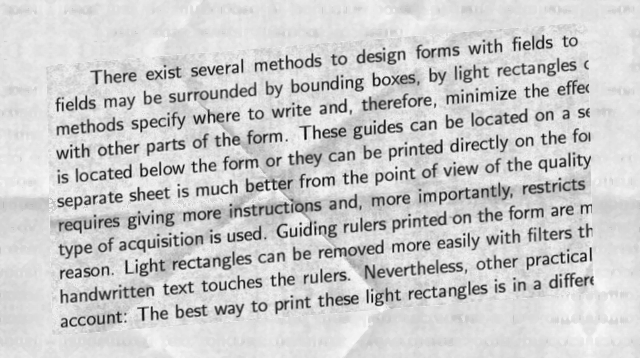 There exist several methods to design forms with fields to
fields may be surrounded by bounding boxes, by light rectangles
methods specify where to write and, therefore, minimize the
with other parts of the form. These guides can be located on a
is located below the form or they can be printed directly on the
separate sheet is much better from the point of view of the quality
requires giving more instructions and, more importantly, restricts
type of acquisition is used. Guiding rulers printed on the form are
reason. Light rectangles can be removed more easily with filters
handwritten text touches the rulers. Nevertheless, other practical
account: The best way to print these light rectangles is in a